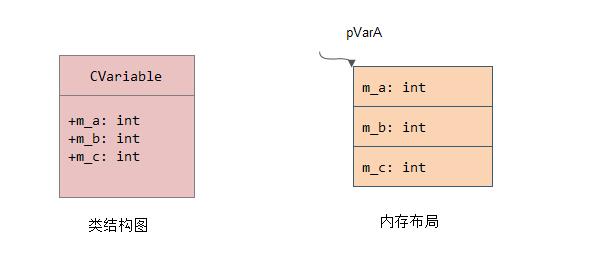 CVariable
+m_a: int
+m_b: int
+m_c: int
类结构图
pVarA
m_a: int
m_b: int
m_c: int
内存布局